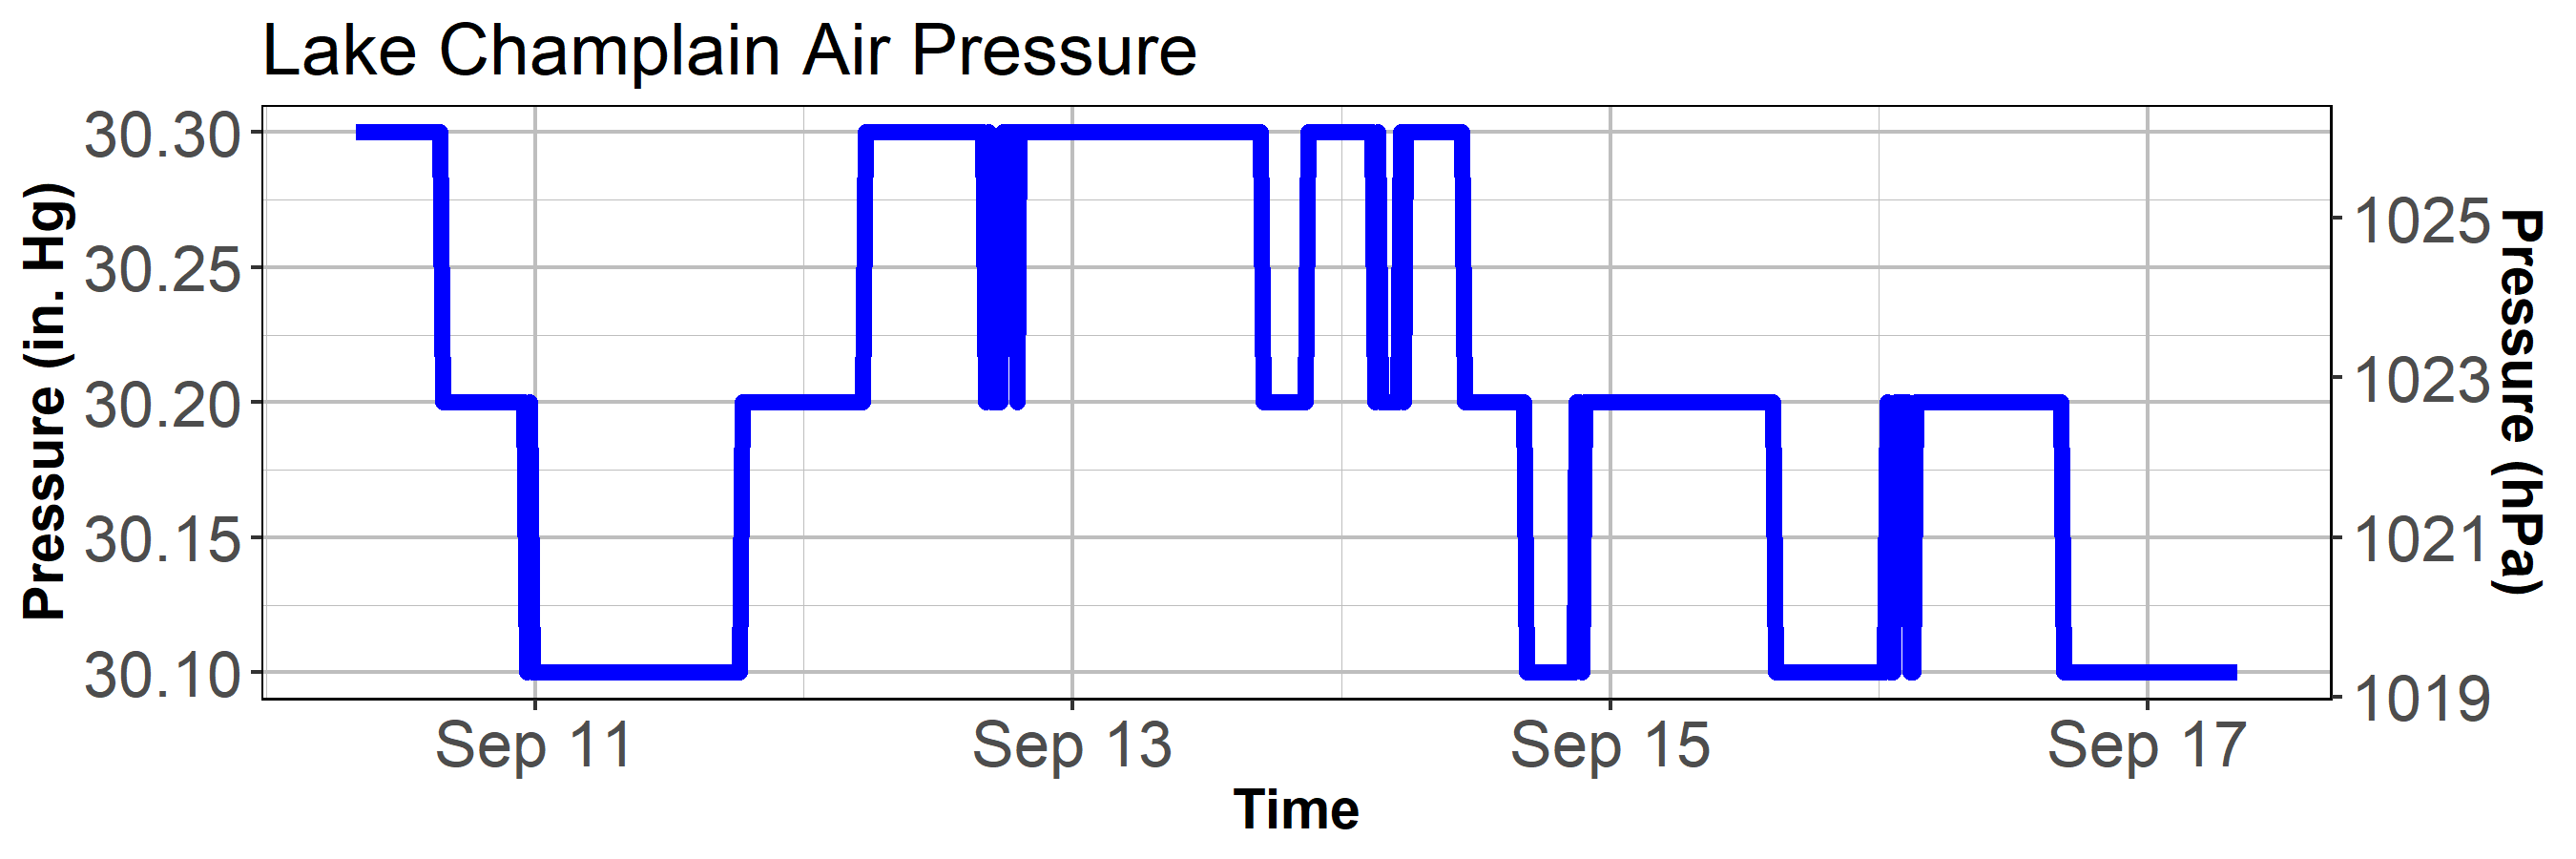 Lake Champlain Air Pressure
Pressure (in. Hg)
30.30
30.25
30.20
30.15
30.10
1025
1023
1021
1019
Pressure (hPa)
Sep 11 Sep 13 Sep 15 Sep 17
Time